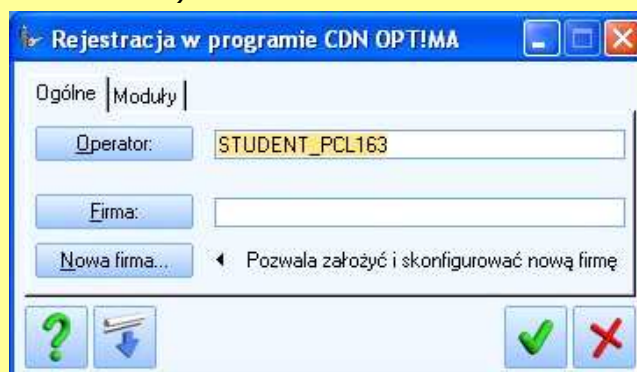 Rejestracja w programie CDN OPT!MA
Ogólne Moduły
Operator: STUDENT_PCL163
Firma:
Nowa firma... Pozwala założyć i skonfigurować nową firmę